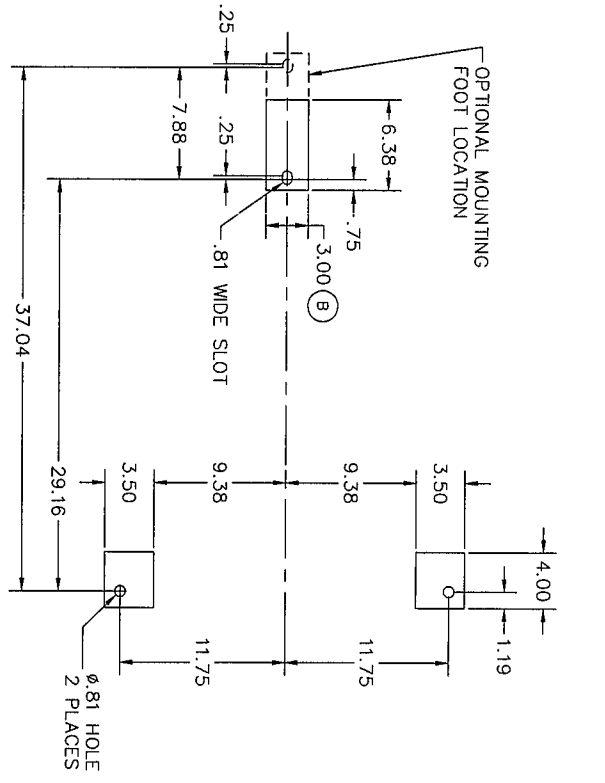 OPTIONAL MOUNTING
FOOT LOCATION
.25
6.38
.75
7.88
.25
3.00 B
.81 WIDE SLOT
37.04
29.16
3.50
9.38
9.38
3.50
4.00
1.19
11.75
11.75
Ø.81 HOLE
2 PLACES